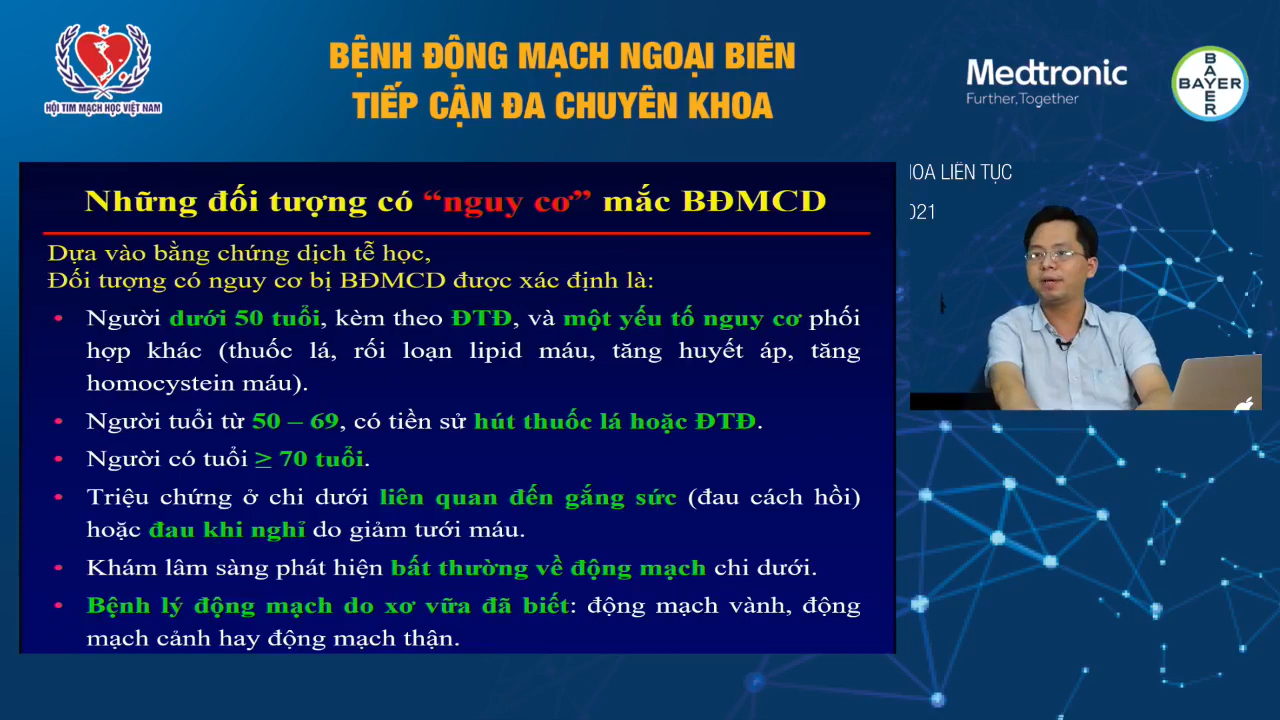 HỘI TIM MẠCH HỌC VIỆT NAM
BỆNH ĐỘNG MẠCH NGOẠI BIÊN
TIẾP CẬN ĐA CHUYÊN KHOA
Medtronic
Further, Together
BAYER
BAYER
Những đối tượng có “nguy cơ” mắc BĐMCD
Dựa vào bằng chứng dịch tễ học,
Đối tượng có nguy cơ bị BĐMCD được xác định là:
• Người dưới 50 tuổi, kèm theo ĐTĐ, và một yếu tố nguy cơ phối
hợp khác (thuốc lá, rối loạn lipid máu, tăng huyết áp, tăng
homocystein máu).
• Người tuổi từ 50 – 69, có tiền sử hút thuốc lá hoặc ĐTĐ.
• Người có tuổi ≥ 70 tuổi.
• Triệu chứng ở chi dưới liên quan đến gắng sức (đau cách hồi)
hoặc đau khi nghỉ do giảm tưới máu.
• Khám lâm sàng phát hiện bất thường về động mạch chi dưới.
• Bệnh lý động mạch do xơ vữa đã biết: động mạch vành, động
mạch cảnh hay động mạch thận.
LIÊN TỤC